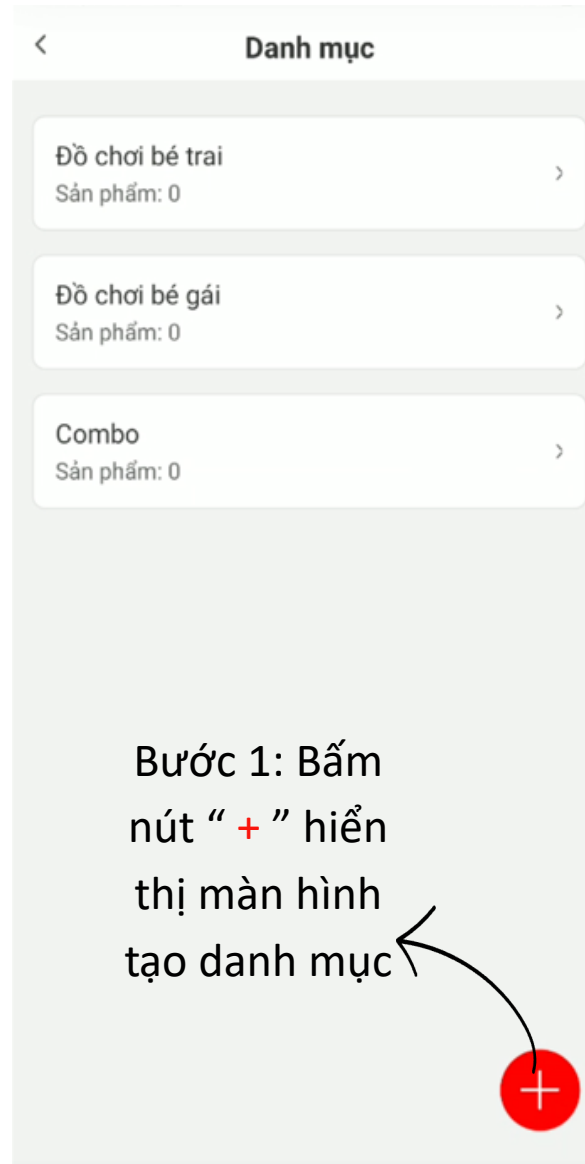 Danh mục
Đồ chơi bé trai
Sản phẩm: 0
Đồ chơi bé gái
Sản phẩm: 0
Combo
Sản phẩm: 0
Bước 1: Bấm
nút “ + ” hiển
thị màn hình
tạo danh mục